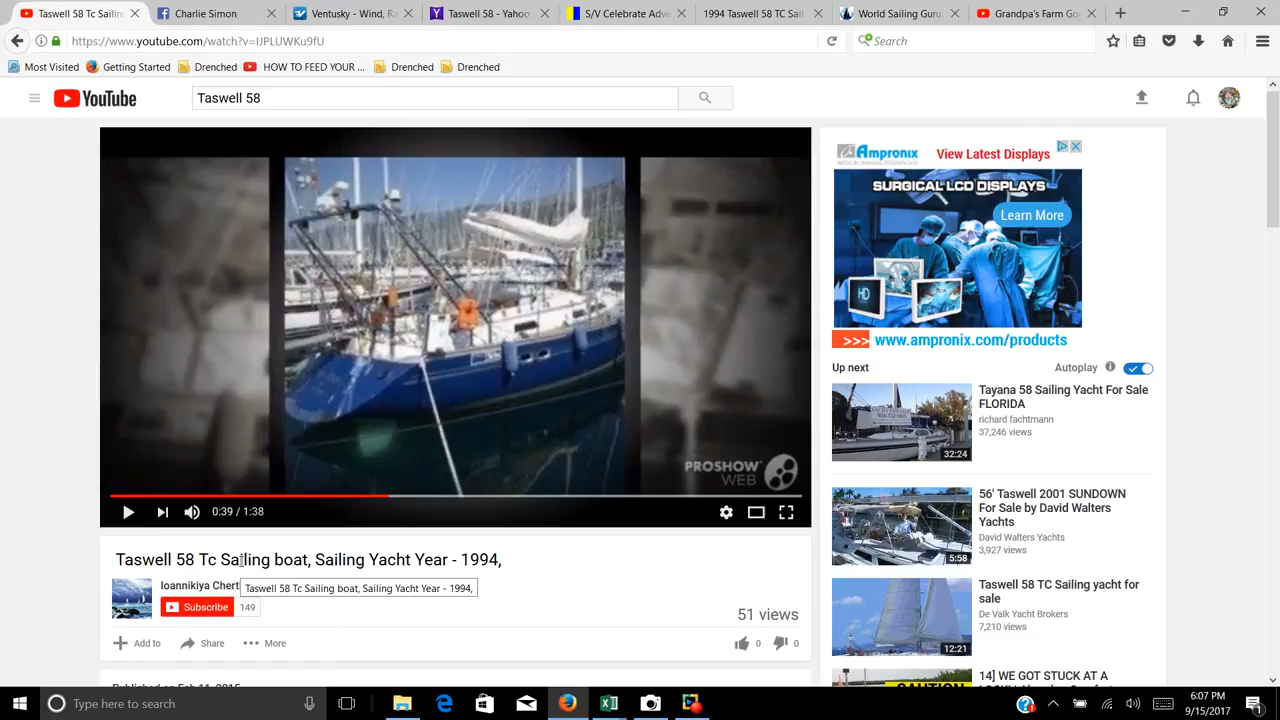 Taswell 58 Tc Sailin
Charlie Simon
Ventusky - Wind, Ra
Taswell 58 - Yahoo
S/V Celebrate Adve
1994 Taswell 58 Tc Sail
World Sailing Guru
Grandpa's Farm Go
https://www.youtube.com/watch?v=IJPLUWKu9fU
Search
Most Visited Getting Started Drenched HOW TO FEED YOUR ... Drenched Drenched
YouTube
Taswell 58
Ampronix
View Latest Displays
SURGICAL LCD DISPLAYS
Learn More
HD
>>> www.ampronix.com/products
PROSHOW
WEB
0:39 / 1:38
Up next
Autoplay
Tayana 58 Sailing Yacht For Sale
FLORIDA
richard fachtmann
37,246 views
32:24
56' Taswell 2001 SUNDOWN
For Sale by David Walters
Yachts
David Walters Yachts
3,927 views
5:58
Taswell 58 TC Sailing yacht for
sale
De Valk Yacht Brokers
7,210 views
12:21
14] WE GOT STUCK AT A
CAUTION
Taswell 58 Tc Sailing boat, Sailing Yacht Year - 1994,
Ioannikiya Chert
Taswell 58 Tc Sailing boat, Sailing Yacht Year - 1994,
Subscribe 149
51 views
Add to Share More 0 0
Type here to search
6:07 PM
9/15/2017